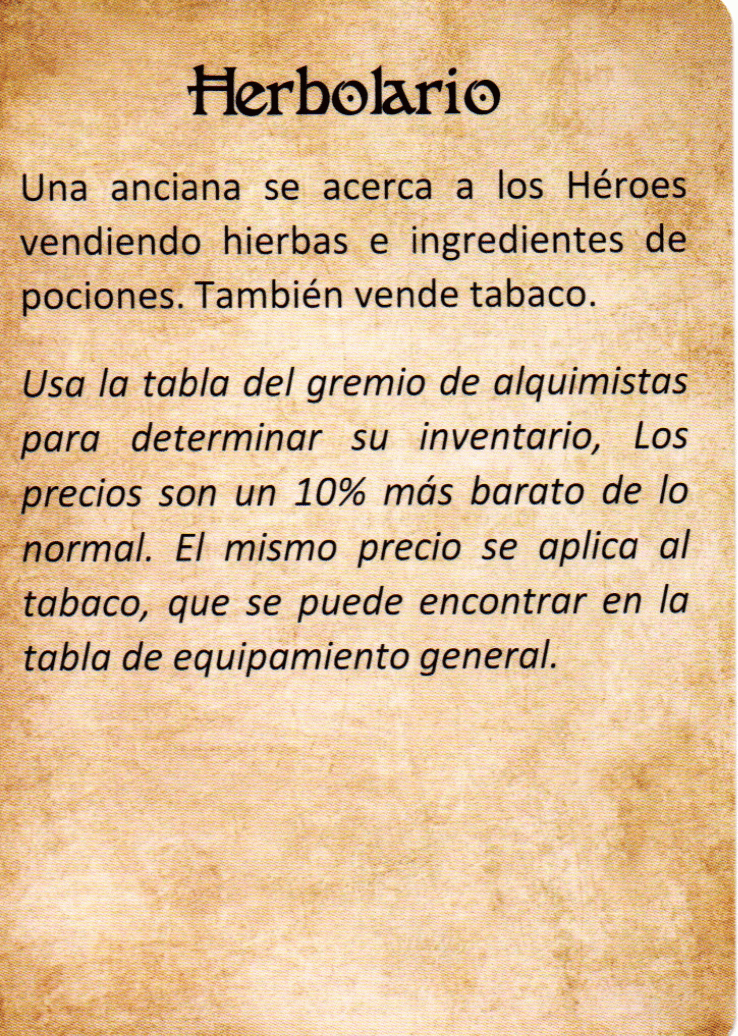 Herbolario
Una anciana se acerca a los Héroes
vendiendo hierbas e ingredientes de
pociones. También vende tabaco.
Usa la tabla del gremio de alquimistas
para determinar su inventario, Los
precios son un 10% más barato de lo
normal. El mismo precio se aplica al
tabaco, que se puede encontrar en la
tabla de equipamiento general.